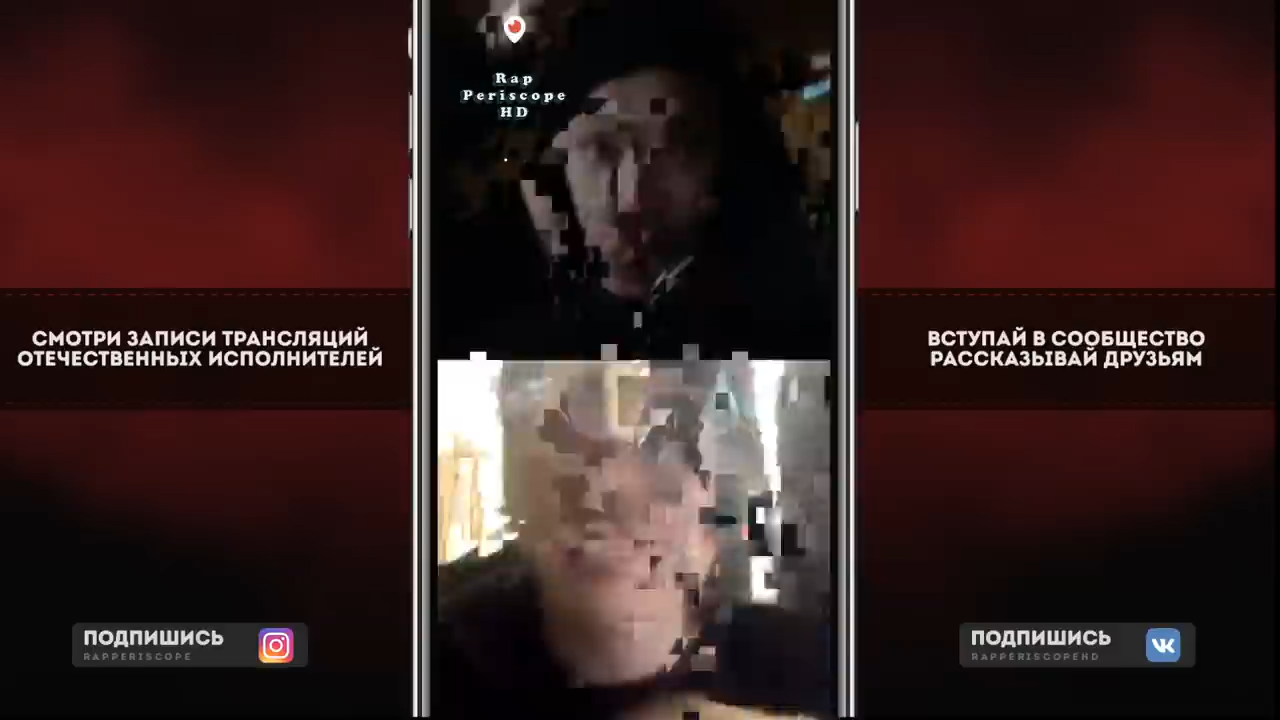 Rap
Periscope
HD
СМОТРИ ЗАПИСИ ТРАНСЛЯЦИЙ
ОТЕЧЕСТВЕННЫХ ИСПОЛНИТЕЛЕЙ
ВСТУПАЙ В СООБЩЕСТВО
РАССКАЗЫВАЙ ДРУЗЬЯМ
ПОДПИШИСЬ
RAPPERISCOPE
ПОДПИШИСЬ
RAPPERISCOPEHD